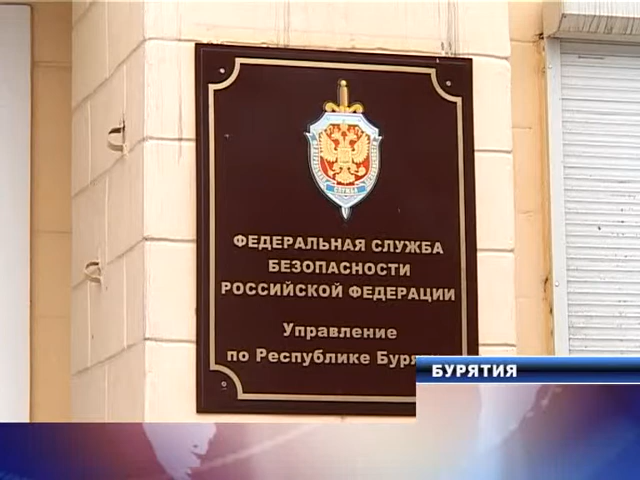 ФЕДЕРАЛЬНАЯ СЛУЖБА
БЕЗОПАСНОСТИ
РОССИЙСКОЙ ФЕДЕРАЦИИ
Управление
по Республике
БУРЯТИЯ